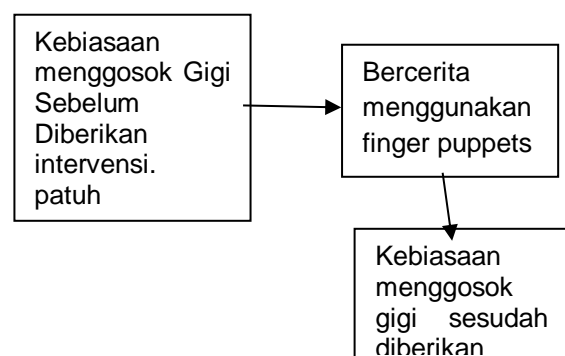 Kebiasaan
menggosok Gigi
Sebelum
Diberikan
intervensi.
patuh
Bercerita
menggunakan
finger puppets
Kebiasaan
menggosok
gigi sesudah
diberikan